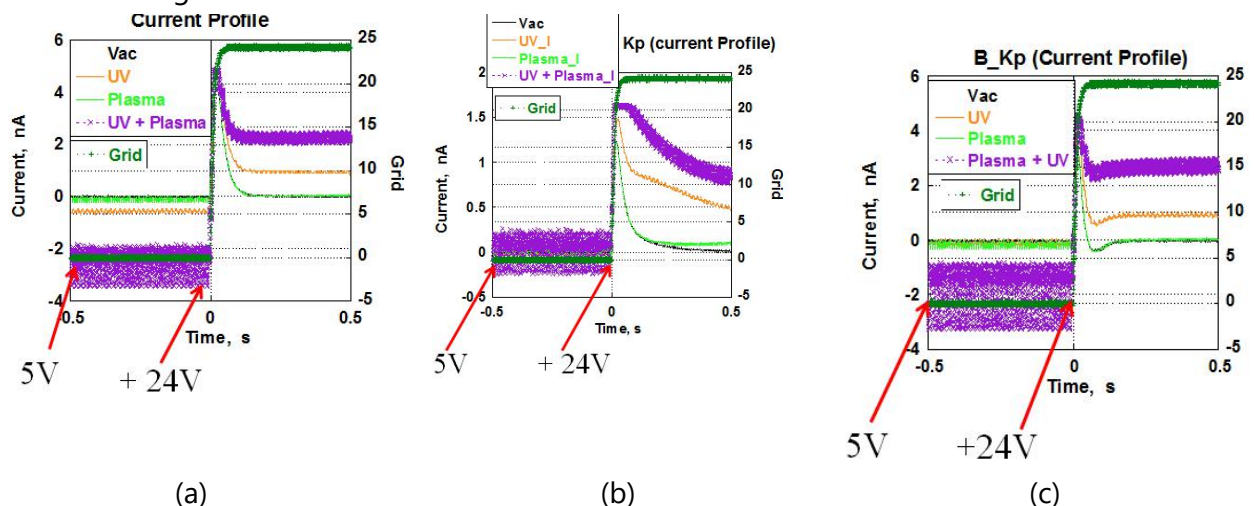 Current Profile
Current, nA
6
4
2
0
-2
-4
25
20
15
10
5
0
-5
Grid
Vac
UV
Plasma
UV + Plasma
Grid
-0.5
0
0.5
Time, s
5V
+ 24V
(a)
Kp (current Profile)
Vac
UV_I
Plasma_I
UV + Plasma_I
Grid
Current, nA
2
1.5
1
0.5
0
-0.5
25
20
15
10
5
0
-5
Grid
-0.5
0
0.5
Time, s
5V
+ 24V
(b)
B_Kp (Current Profile)
Vac
UV
Plasma
Plasma + UV
Grid
Current, nA
6
4
2
0
-2
-4
25
20
15
10
5
0
-5
-0.5
0
0.5
Time, s
5V
+24V
(c)